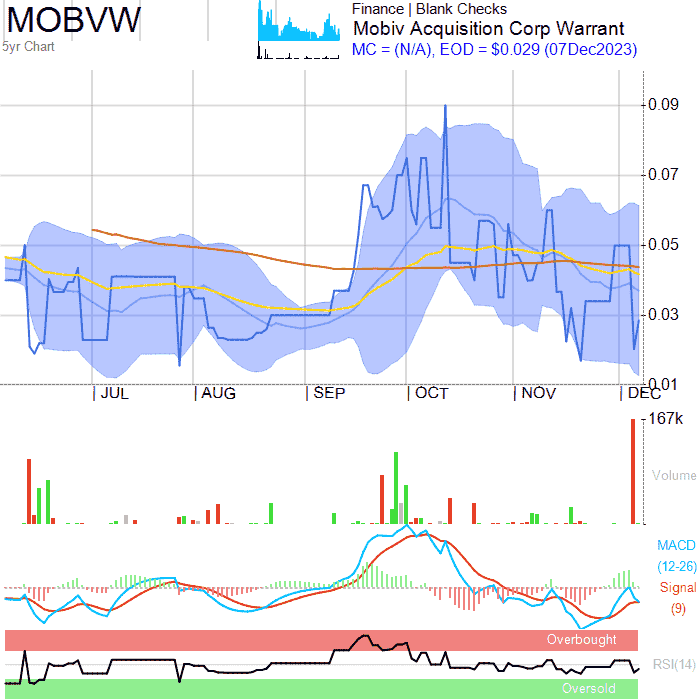 MOBVW
5yr Chart
Finance | Blank Checks
Mobiv Acquisition Corp Warrant
MC = (N/A), EOD = $0.029 (07Dec2023)
0.09
0.07
0.05
0.03
0.01
JUL
AUG
SEP
OCT
NOV
DEC
167k
Volume
MACD
(12-26)
Signal
(9)
Overbought
RSI(14)
Oversold